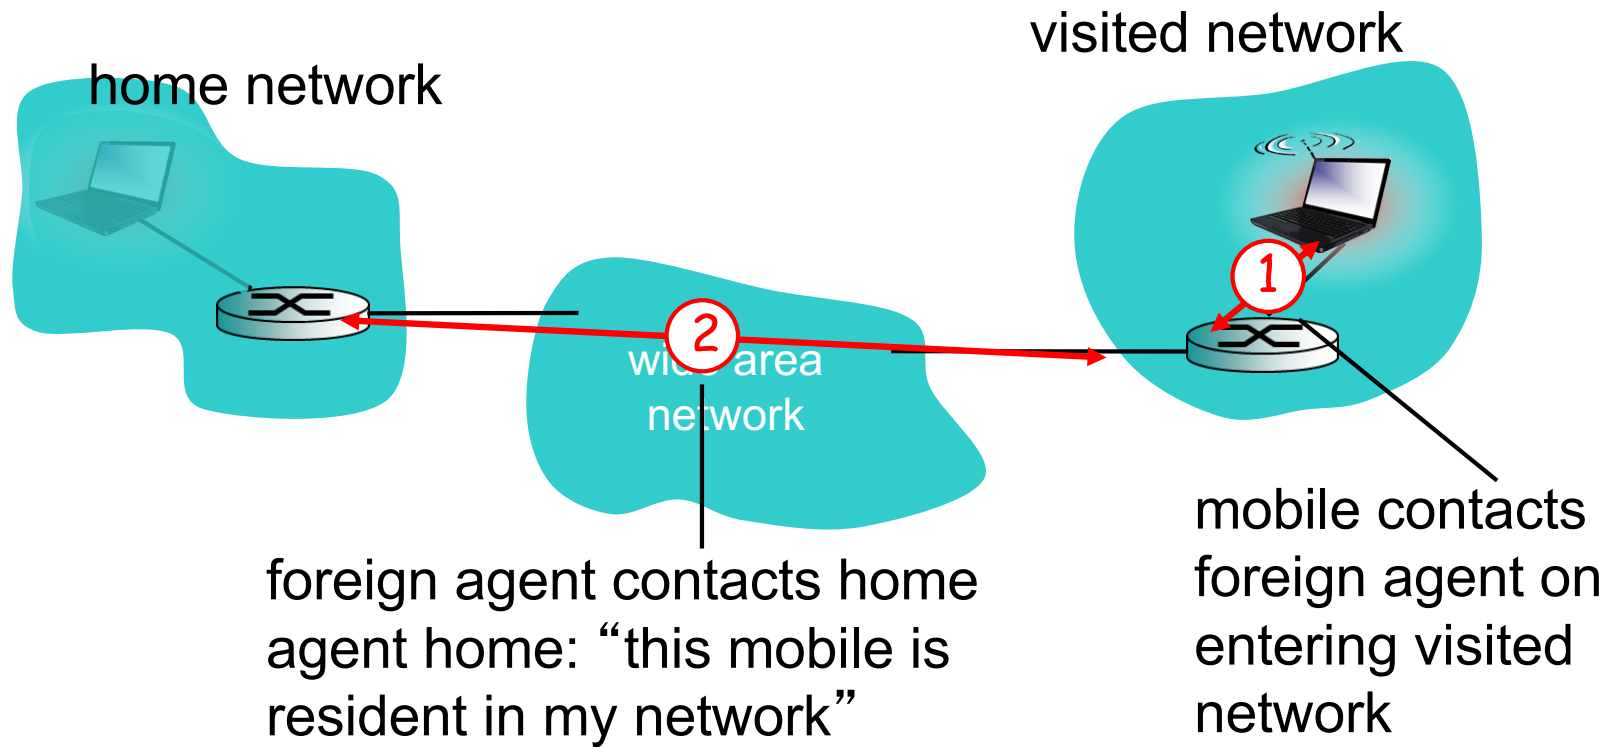 visited network
home network
1
2
wide area
network
mobile contacts
foreign agent on
entering visited
network
foreign agent contacts home
agent home: “this mobile is
resident in my network”